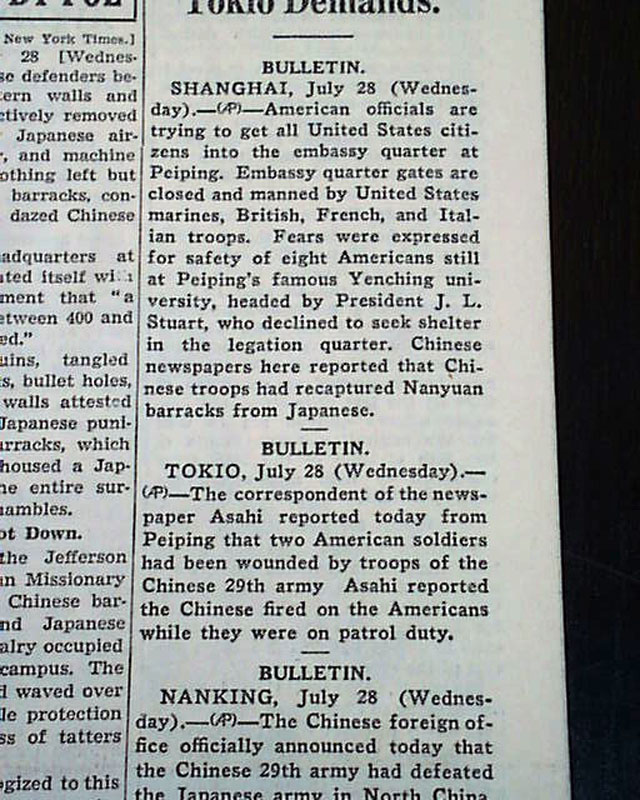 New York Times.]
28 [Wednes-
se defenders be-
ern walls and
ctively removed
Japanese air-
, and machine
othing left but
barracks, con-
dazed Chinese
adquarters at
ated itself
ment that "a
etween 400 and
ed."
uins, tangled
s, bullet holes,
walls attested
Japanese puni-
arracks, which
housed a Jap-
he entire sur-
hambles.
ot Down.
the Jefferson
an Missionary
Chinese bar-
nd Japanese
alry occupied
campus. The
d waved over
le protection
ss of tatters
ogized to this
Tokio Demands.
BULLETIN.
SHANGHAI, July 28 (Wednes-
day).—(AP)—American officials are
trying to get all United States citi-
zens into the embassy quarter at
Peiping. Embassy quarter gates are
closed and manned by United States
marines, British, French, and Ital-
ian troops. Fears were expressed
for safety of eight Americans still
at Peiping's famous Yenching uni-
versity, headed by President J. L.
Stuart, who declined to seek shelter
in the legation quarter. Chinese
newspapers here reported that Chi-
nese troops had recaptured Nanyuan
barracks from Japanese.
BULLETIN.
TOKIO, July 28 (Wednesday).—
(AP)—The correspondent of the news-
paper Asahi reported today from
Peiping that two American soldiers
had been wounded by troops of the
Chinese 29th army Asahi reported
the Chinese fired on the Americans
while they were on patrol duty.
BULLETIN.
NANKING, July 28 (Wednes-
day).—(AP)—The Chinese foreign of-
fice officially announced today that
the Chinese 29th army had defeated
the Japanese army in North China